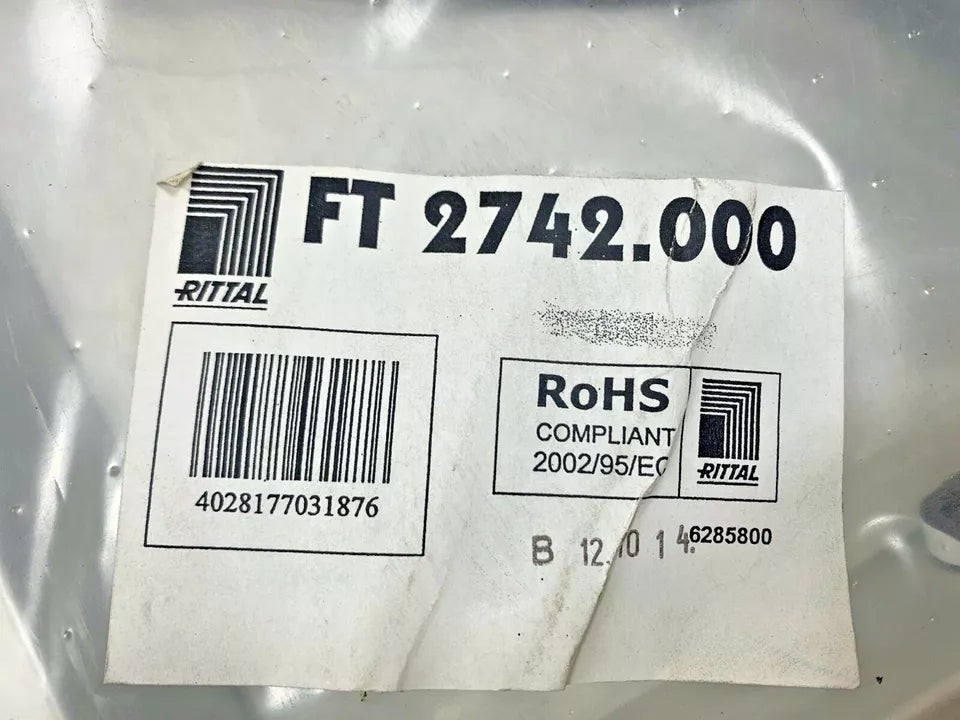 FT 2742.000
RITTAL
RoHS
COMPLIANT
2002/95/EC
RITTAL
4028177031876
B 12.10 14.
6285800